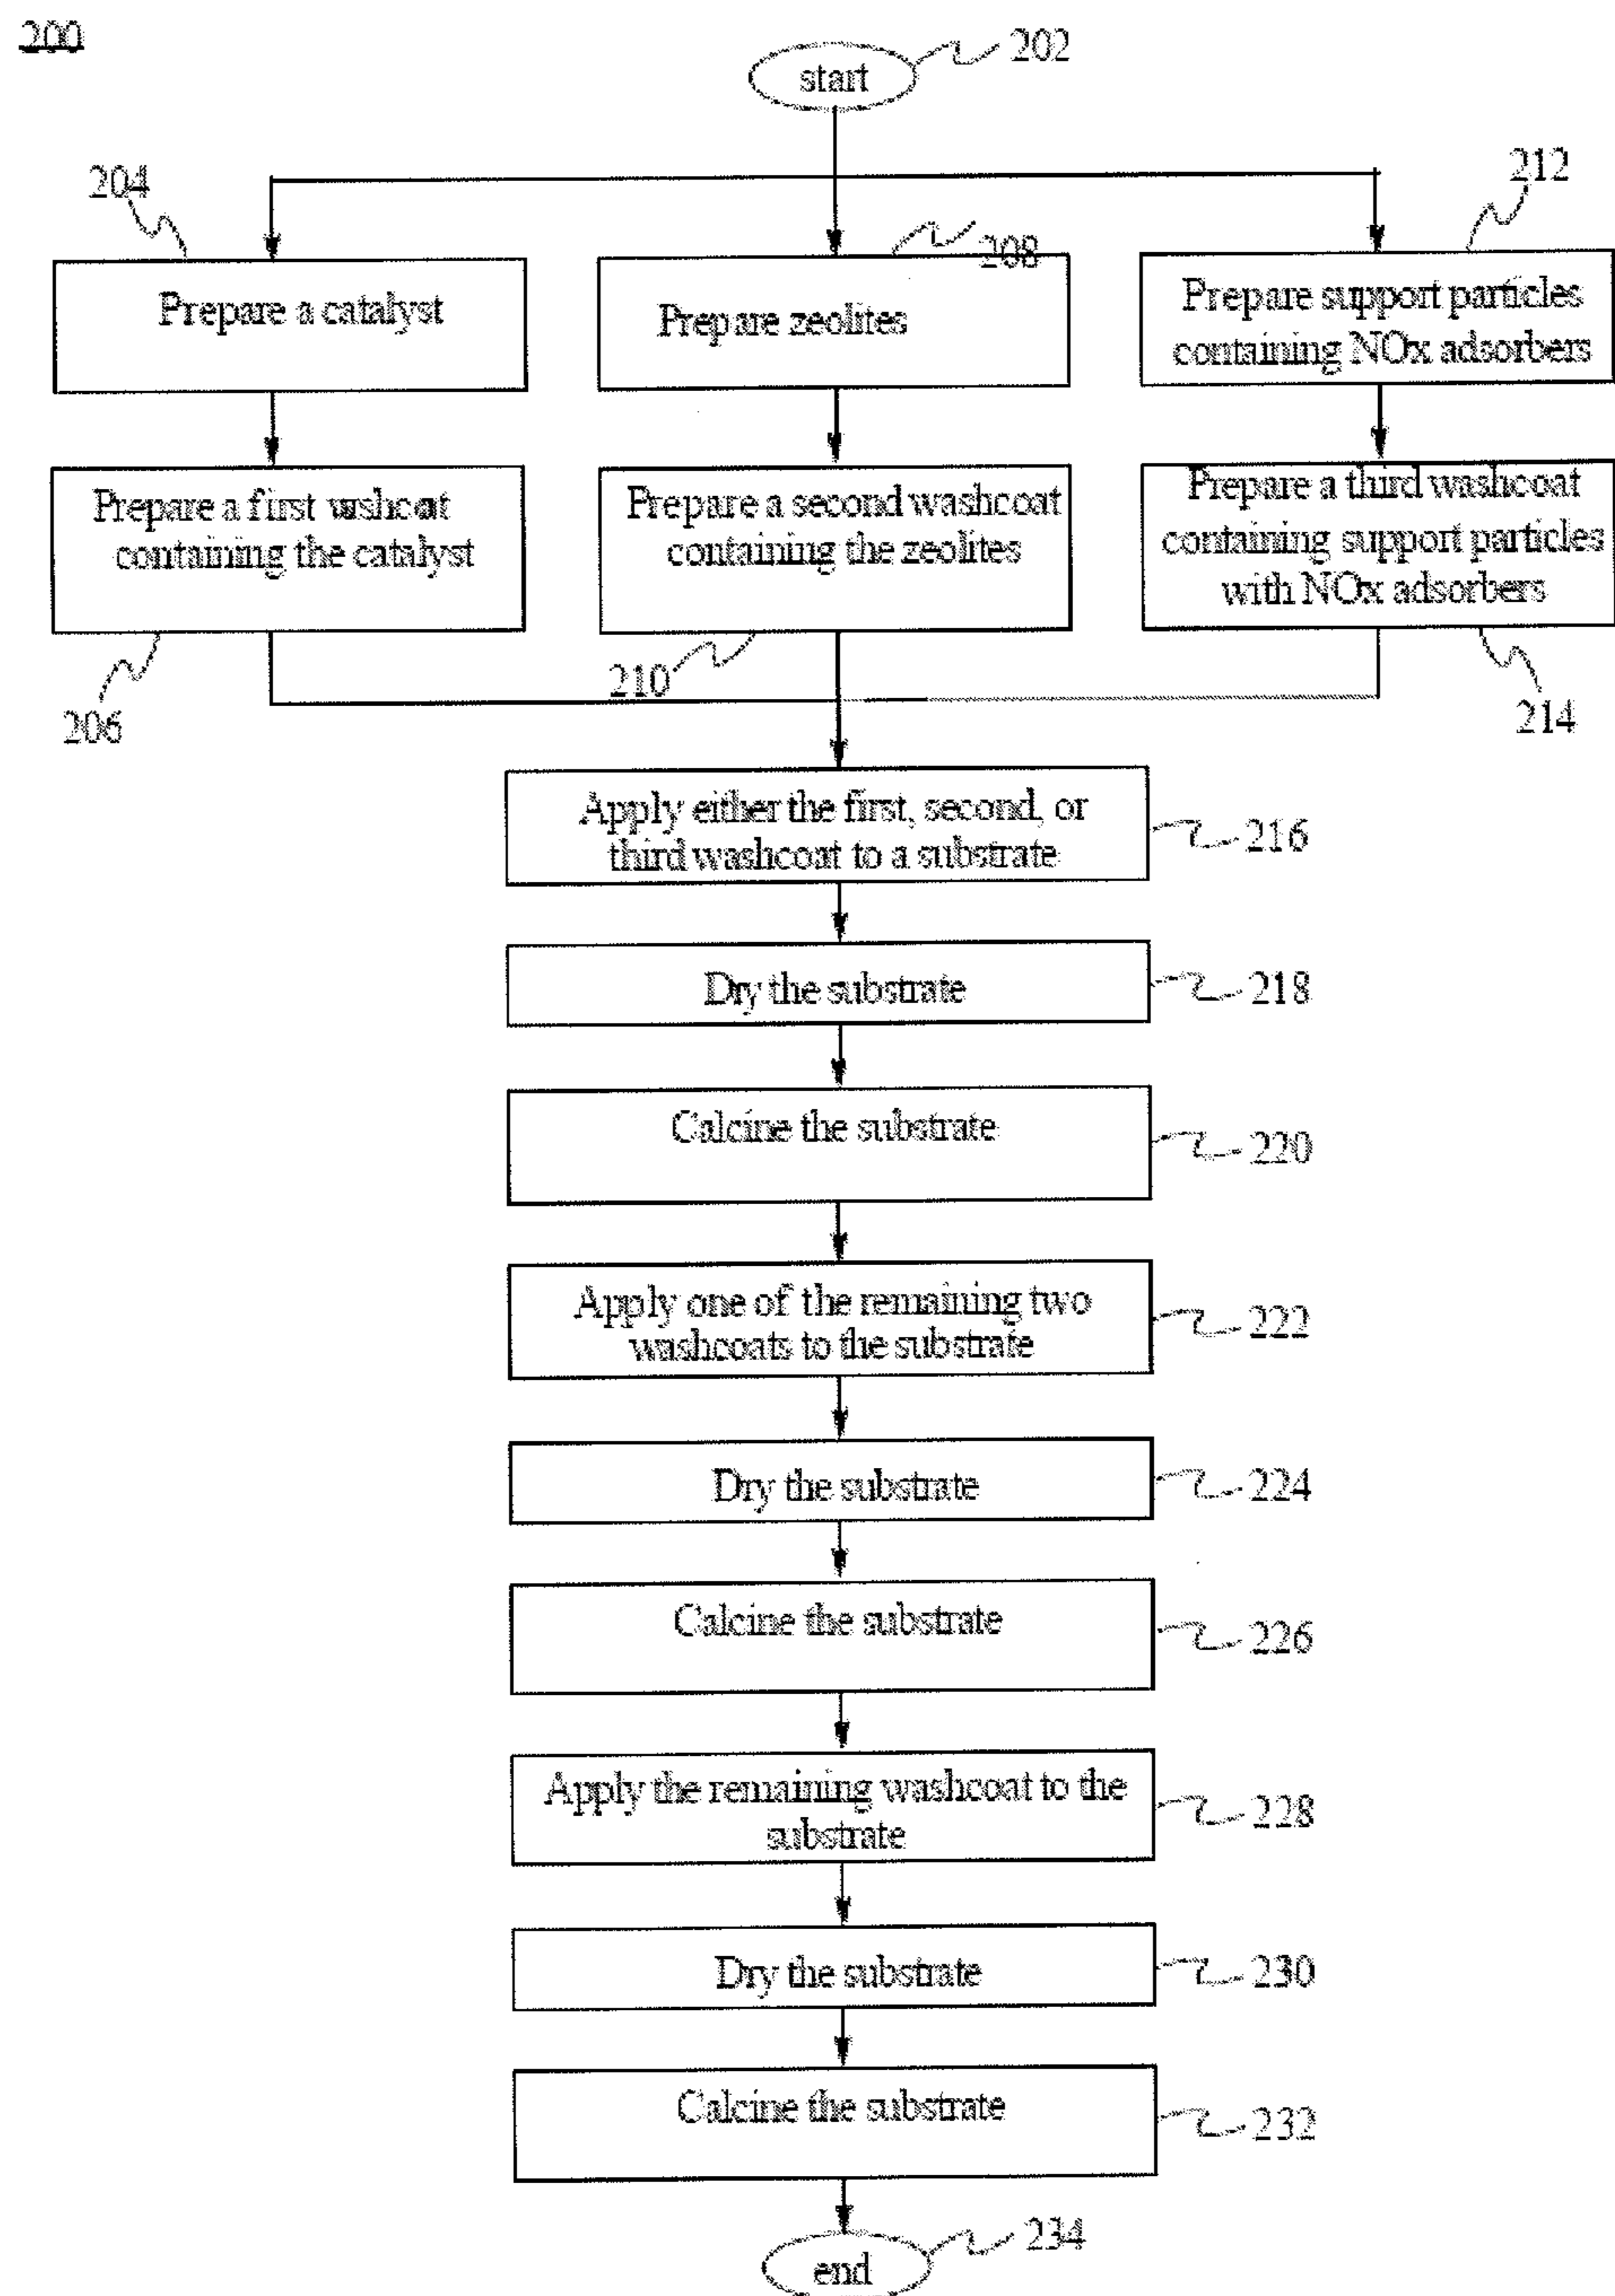 200
start
202
204
208
212
Prepare a catalyst
Prepare zeolites
Prepare support particles
containing NOx adsorbers
Prepare a first wshcoat
containing the catalyst
Prepare a second washcoat
containing the zeolites
Prepare a third washcoat
containing support particles
with NOx adsorbers
206
210
214
Apply either the first, second, or
third washcoat to a substrate
216
Dry the substrate
218
Calcine the substrate
220
Apply one of the remaining two
washcoats to the substrate
222
Dry the substrate
224
Calcine the substrate
226
Apply the remaining washcoat to the
substrate
228
Dry the substrate
230
Calcine the substrate
232
end
234